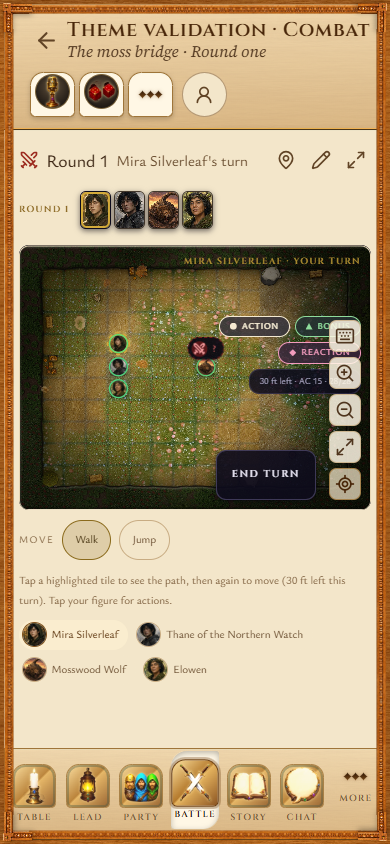 Theme validation · Combat
The moss bridge · Round one
Round 1 Mira Silverleaf's turn
ROUND 1
MIRA SILVERLEAF · YOUR TURN
ACTION
REACTION
30 ft left · AC 15 ·
END TURN
MOVE Walk Jump
Tap a highlighted tile to see the path, then again to move (30 ft left this
turn). Tap your figure for actions.
Mira Silverleaf Thane of the Northern Watch
Mosswood Wolf Elowen
TABLE LEAD PARTY BATTLE STORY CHAT MORE